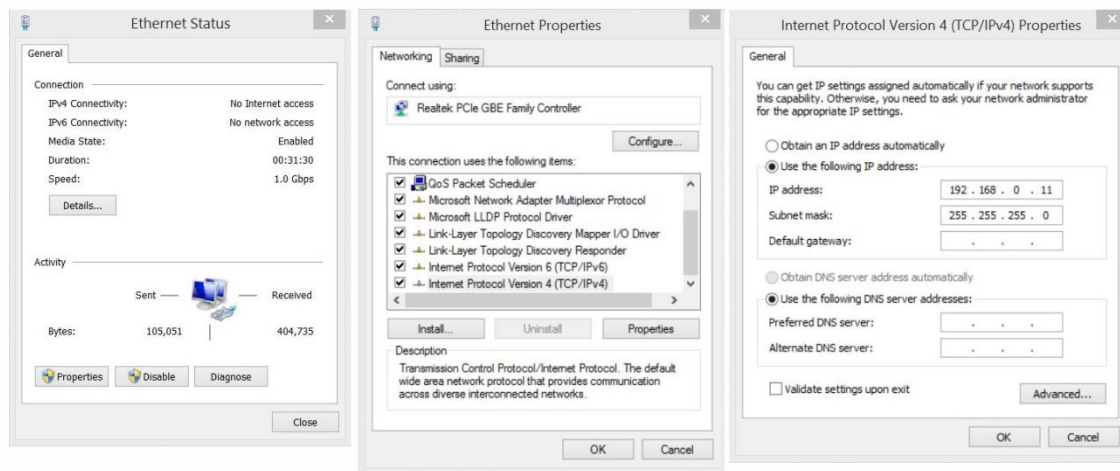 Ethernet Status
General
Connection
IPv4 Connectivity: No Internet access
IPv6 Connectivity: No network access
Media State: Enabled
Duration: 00:31:30
Speed: 1.0 Gbps
Details...
Activity
Sent Received
Bytes: 105,051 404,735
Properties Disable Diagnose
Close
Ethernet Properties
Networking Sharing
Connect using:
Realtek PCIe GBE Family Controller
Configure...
This connection uses the following items:
QoS Packet Scheduler
Microsoft Network Adapter Multiplexor Protocol
Microsoft LLDP Protocol Driver
Link-Layer Topology Discovery Mapper I/O Driver
Link-Layer Topology Discovery Responder
Internet Protocol Version 6 (TCP/IPv6)
Internet Protocol Version 4 (TCP/IPv4)
Install... Uninstall Properties
Description
Transmission Control Protocol/Internet Protocol. The default
wide area network protocol that provides communication
across diverse interconnected networks.
OK Cancel
Internet Protocol Version 4 (TCP/IPv4) Properties
General
You can get IP settings assigned automatically if your network supports
this capability. Otherwise, you need to ask your network administrator
for the appropriate IP settings.
Obtain an IP address automatically
Use the following IP address:
IP address: 192 . 168 . 0 . 11
Subnet mask: 255 . 255 . 255 . 0
Default gateway: . . .
Obtain DNS server address automatically
Use the following DNS server addresses:
Preferred DNS server: . . .
Alternate DNS server: . . .
Validate settings upon exit
Advanced...
OK Cancel